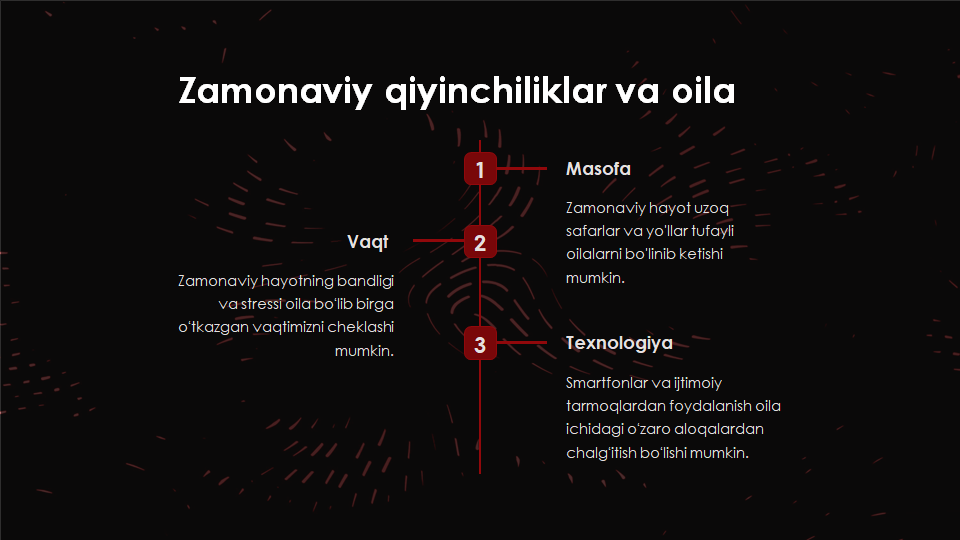 Zamonaviy qiyinchiliklar va oila
1
Masofa
Zamonaviy hayot uzoq
safarlar va yo'llar tufayli
oilalarni bo'linib ketishi
mumkin.
2
Vaqt
Zamonaviy hayotning bandligi
va stressi oila bo'lib birga
o'tkazgan vaqtimizni cheklashi
mumkin.
3
Texnologiya
Smartfonlar va ijtimoiy
tarmoqlardan foydalanish oila
ichidagi o'zaro aloqalardan
chalg'itish bo'lishi mumkin.